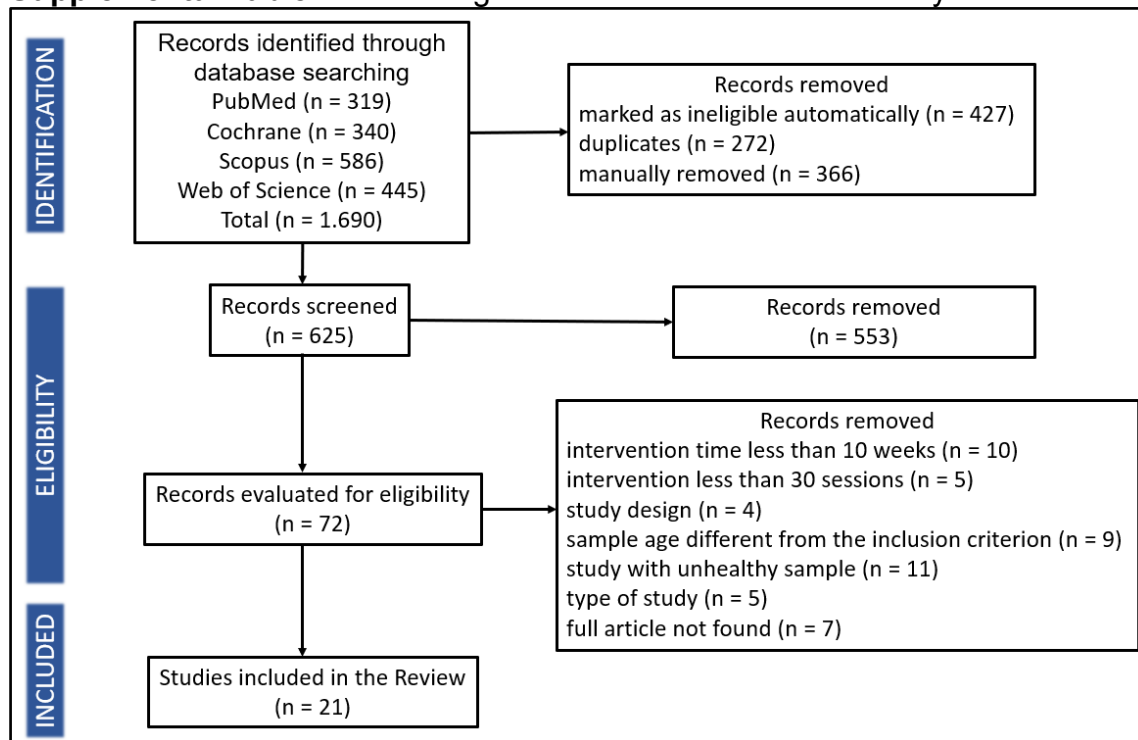 IDENTIFICATION
Records identified through
database searching
PubMed (n = 319)
Cochrane (n = 340)
Scopus (n = 586)
Web of Science (n = 445)
Total (n = 1.690)
Records removed
marked as ineligible automatically (n = 427)
duplicates (n = 272)
manually removed (n = 366)
ELIGIBILITY
Records screened
(n = 625)
Records removed
(n = 553)
Records evaluated for eligibility
(n = 72)
Records removed
intervention time less than 10 weeks (n = 10)
intervention less than 30 sessions (n = 5)
study design (n = 4)
sample age different from the inclusion criterion (n = 9)
study with unhealthy sample (n = 11)
type of study (n = 5)
full article not found (n = 7)
INCLUDED
Studies included in the Review
(n = 21)